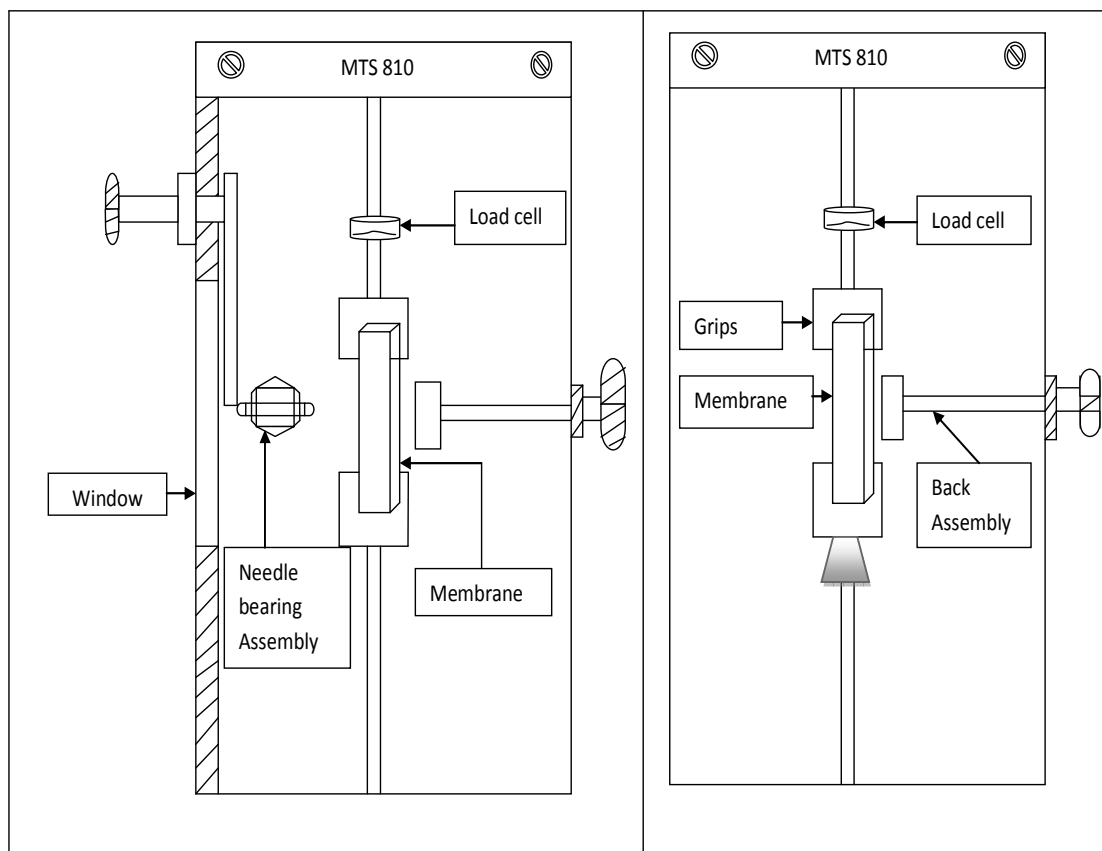 MTS 810
Load cell
Window
Needle
bearing
Assembly
Membrane
MTS 810
Load cell
Grips
Membrane
Back
Assembly